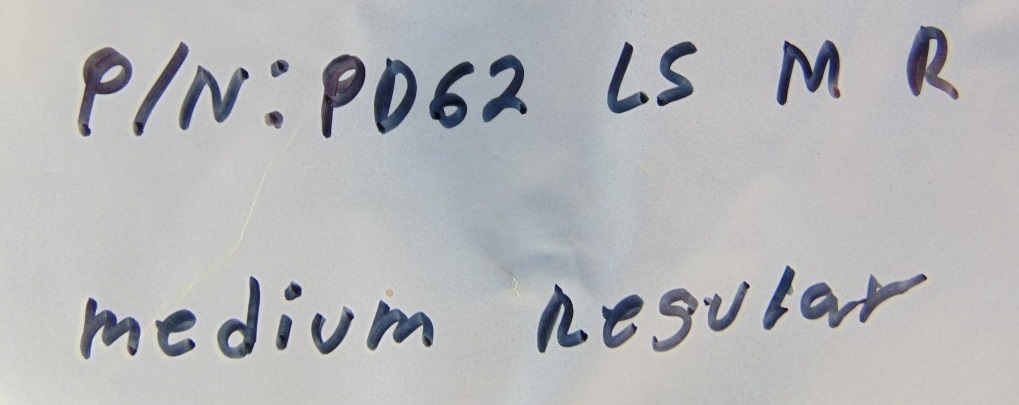 P/N: PD62 LS M R
medium Regular